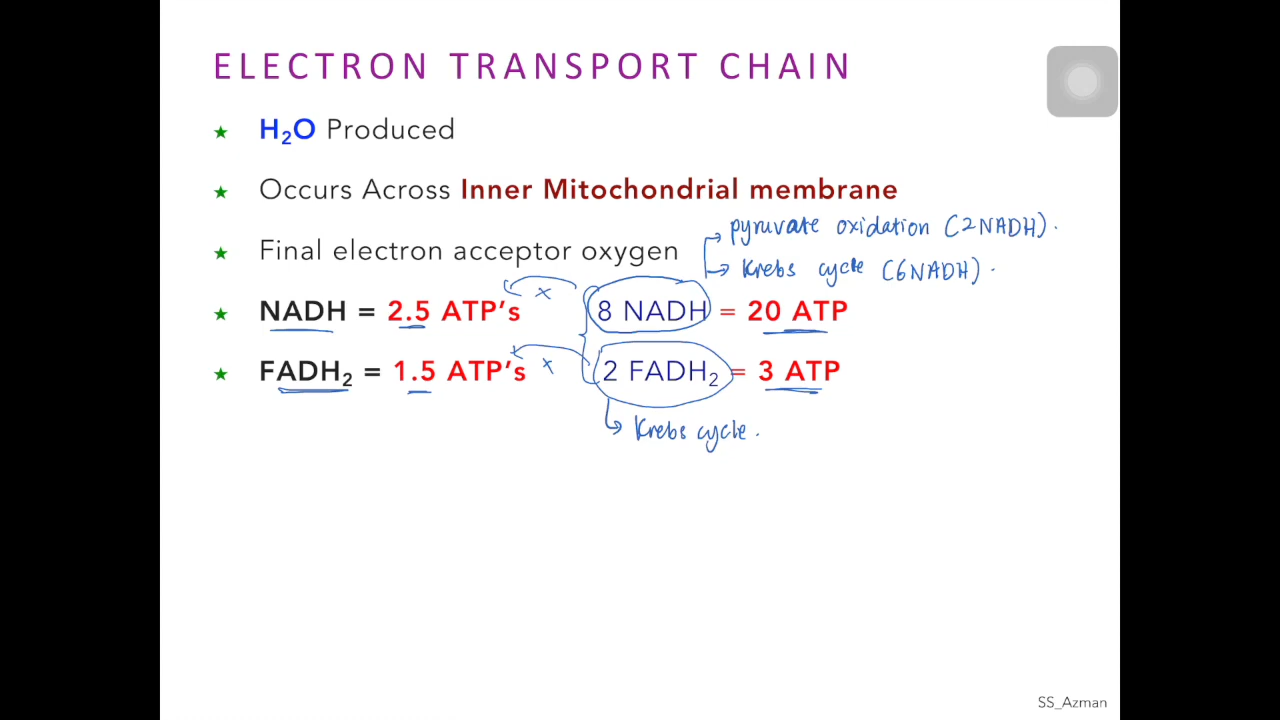 ELECTRON TRANSPORT CHAIN
★ H₂O Produced
★ Occurs Across Inner Mitochondrial membrane
pyruvate oxidation (2NADH).
★ Final electron acceptor oxygen
Krebs cycle (6NADH).
x
★ NADH = 2.5 ATP's 8 NADH = 20 ATP
★ FADH₂ = 1.5 ATP's x 2 FADH₂ = 3 ATP
Krebs cycle.
SS_Azman